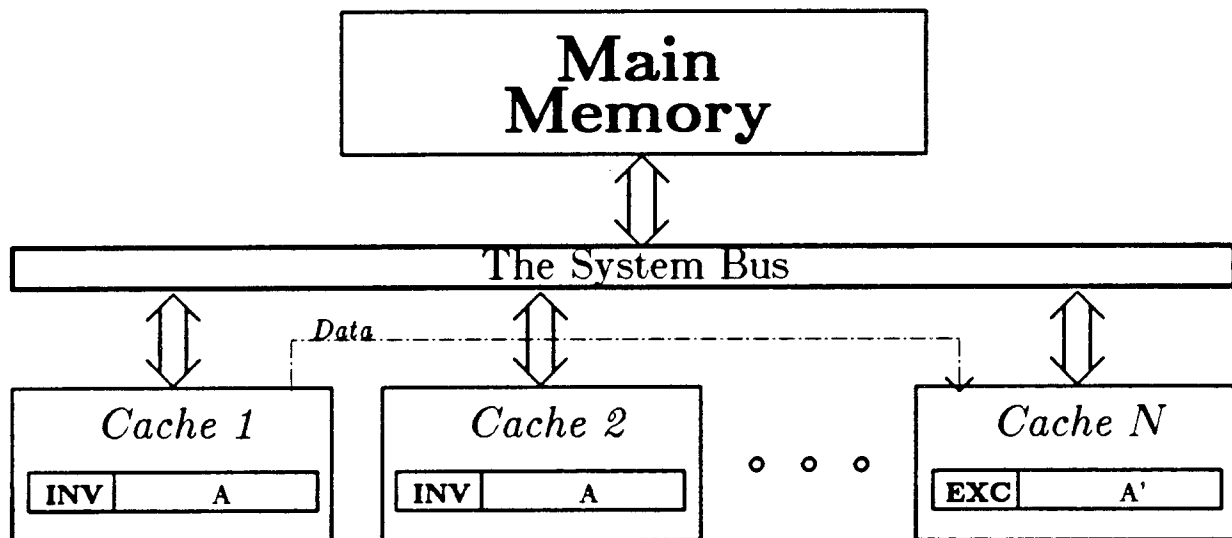 Main
Memory
The System Bus
Data
Cache 1
Cache 2
Cache N
INV A
INV A
EXC A'